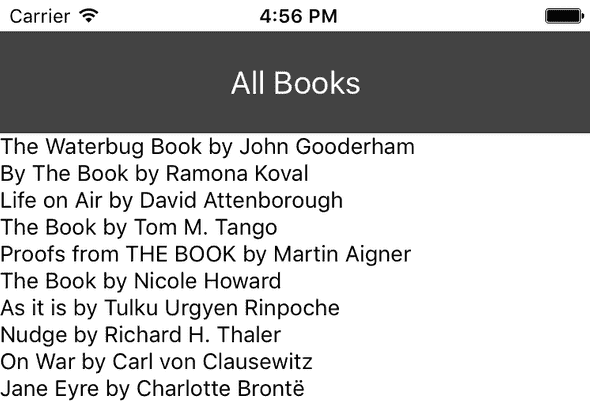 Carrier 4:56 PM
All Books
The Waterbug Book by John Gooderham
By The Book by Ramona Koval
Life on Air by David Attenborough
The Book by Tom M. Tango
Proofs from THE BOOK by Martin Aigner
The Book by Nicole Howard
As it is by Tulku Urgyen Rinpoche
Nudge by Richard H. Thaler
On War by Carl von Clausewitz
Jane Eyre by Charlotte Brontë